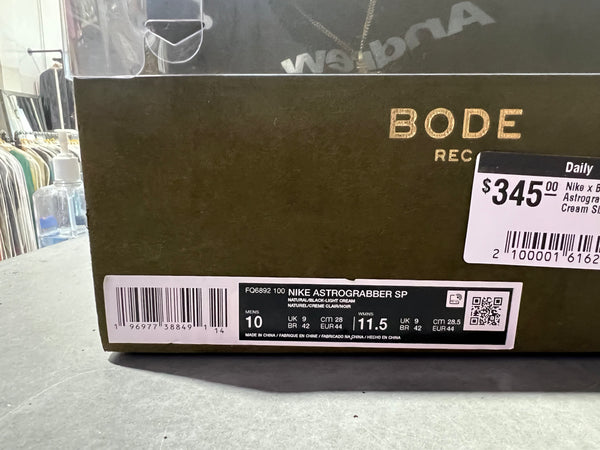 Andrew
BODE
REC
Daily
$345.00
Nike x B
Astrogra
Cream Sl
2 100001 6162
FQ6892 100 NIKE ASTROGRABBER SP
NATURAL/BLACK-LIGHT CREAM
NATUREL/CREME CLAIR/NOIR
MENS WMNS
10 UK 9 CM 28 11.5 UK 9 CM 28.5
BR 42 EUR 44 BR 42 EUR 44
MADE IN CHINA / FABRIQUE EN CHINE / FABRICADO NA CHINA / HECHO EN CHINA
1 96977 38849 1 14